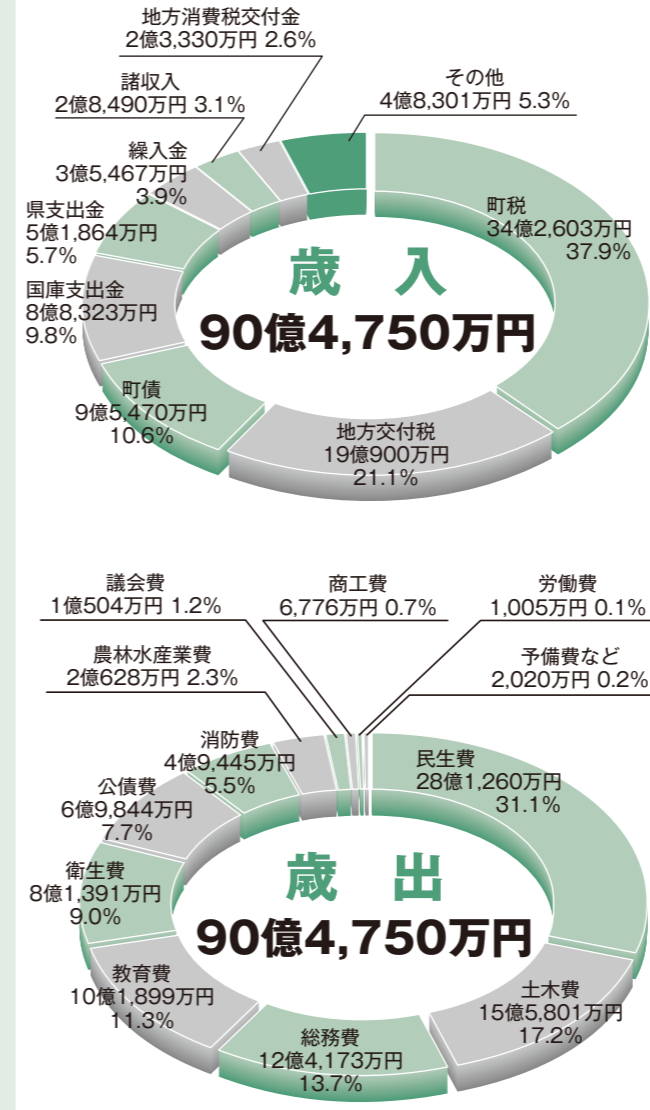 地方消費税交付金
2億3,330万円 2.6%
諸収入
2億8,490万円 3.1%
その他
4億8,301万円 5.3%
繰入金
3億5,467万円
3.9%
県支出金
5億1,864万円
5.7%
国庫支出金
8億8,323万円
9.8%
町債
9億5,470万円
10.6%
地方交付税
19億900万円
21.1%
町税
34億2,603万円
37.9%
歳 入
90億4,750万円
議会費
1億504万円 1.2%
商工費
6,776万円 0.7%
労働費
1,005万円 0.1%
農林水産業費
2億628万円 2.3%
予備費など
2,020万円 0.2%
消防費
4億9,445万円
5.5%
公債費
6億9,844万円
7.7%
衛生費
8億1,391万円
9.0%
教育費
10億1,899万円
11.3%
総務費
12億4,173万円
13.7%
土木費
15億5,801万円
17.2%
民生費
28億1,260万円
31.1%
歳 出
90億4,750万円